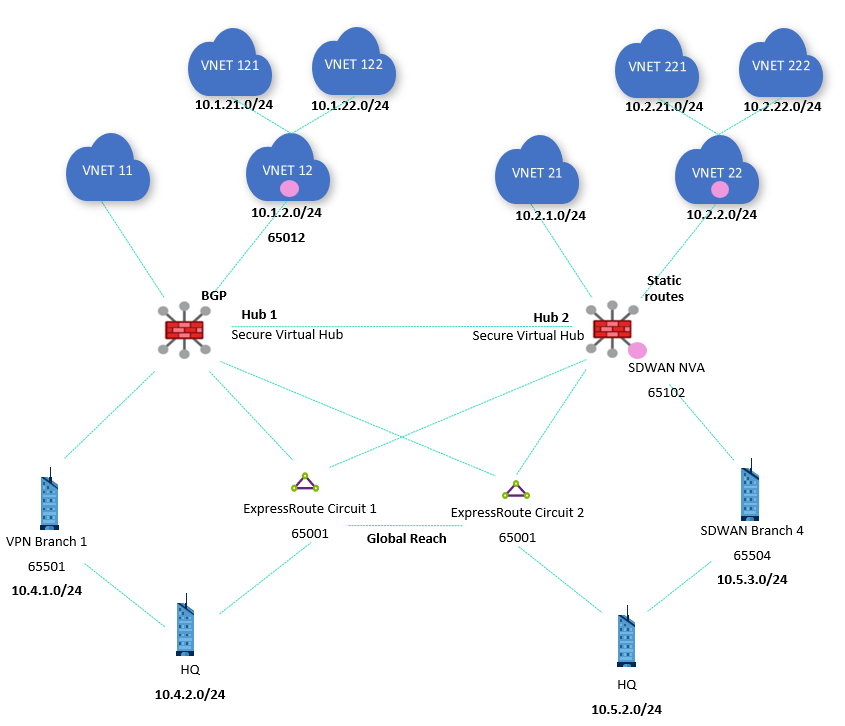 VNET 121
VNET 122
VNET 221
VNET 222
10.1.21.0/24
10.1.22.0/24
10.2.21.0/24
10.2.22.0/24
VNET 11
VNET 12
VNET 21
VNET 22
10.1.2.0/24
10.2.1.0/24
10.2.2.0/24
65012
Static
routes
BGP
Hub 1
Secure Virtual Hub
Hub 2
Secure Virtual Hub
SDWAN NVA
65102
ExpressRoute Circuit 1
65001
ExpressRoute Circuit 2
65001
Global Reach
VPN Branch 1
65501
10.4.1.0/24
SDWAN Branch 4
65504
10.5.3.0/24
HQ
10.4.2.0/24
HQ
10.5.2.0/24